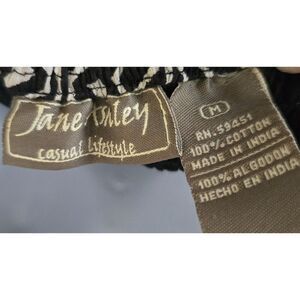 Jane Ashley
casual lifestyle
M
RN. 59451
100% COTTON
MADE IN INDIA
100% ALGODON
HECHO EN INDIA